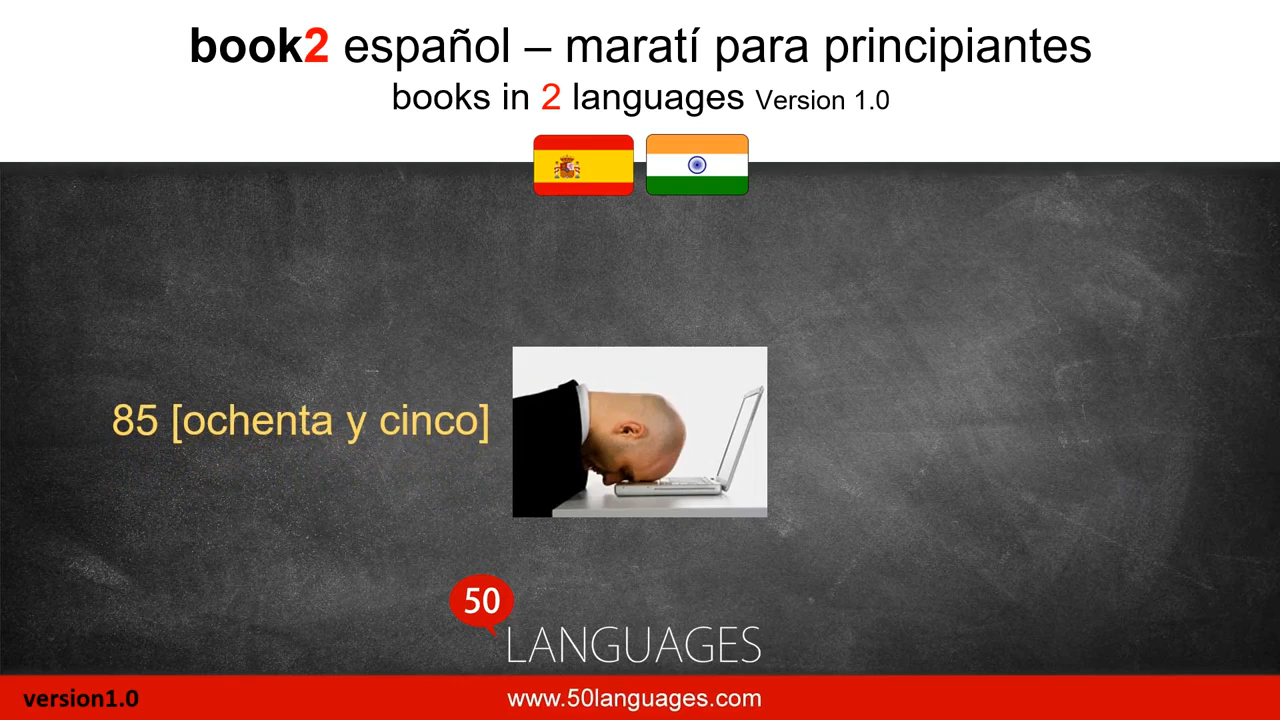 book2 español – maratí para principiantes
books in 2 languages Version 1.0
85 [ochenta y cinco]
50
LANGUAGES
version1.0
www.50languages.com